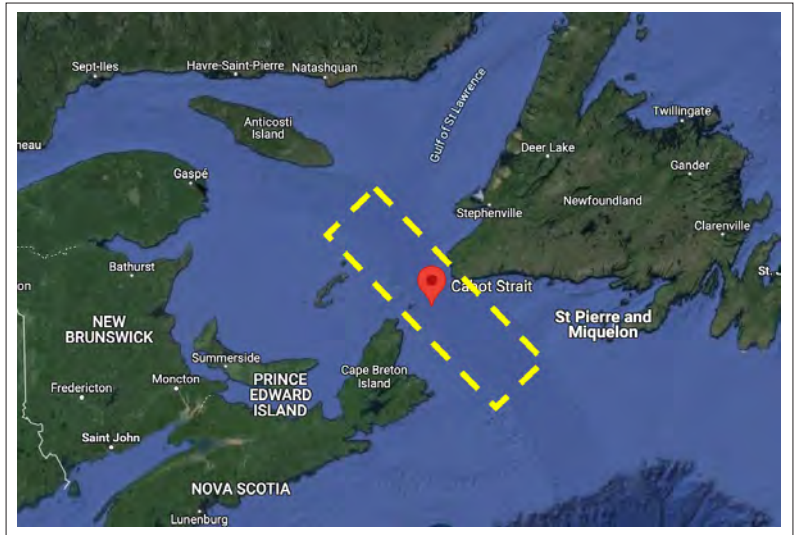 Sept-Iles
Havre-Saint-Pierre
Natashquan
Gulf of St Lawrence
Twillingate
Anticosti
Island
neau
Deer Lake
Gander
Gaspé
Newfoundland
Stephenville
Clarenville
Bathurst
on
Cabot Strait
St. J
St Pierre and
Miquelon
NEW
BRUNSWICK
Summerside
Cape Breton
Island
Fredericton
Moncton
PRINCE
EDWARD
ISLAND
Saint John
NOVA SCOTIA
Lunenburg